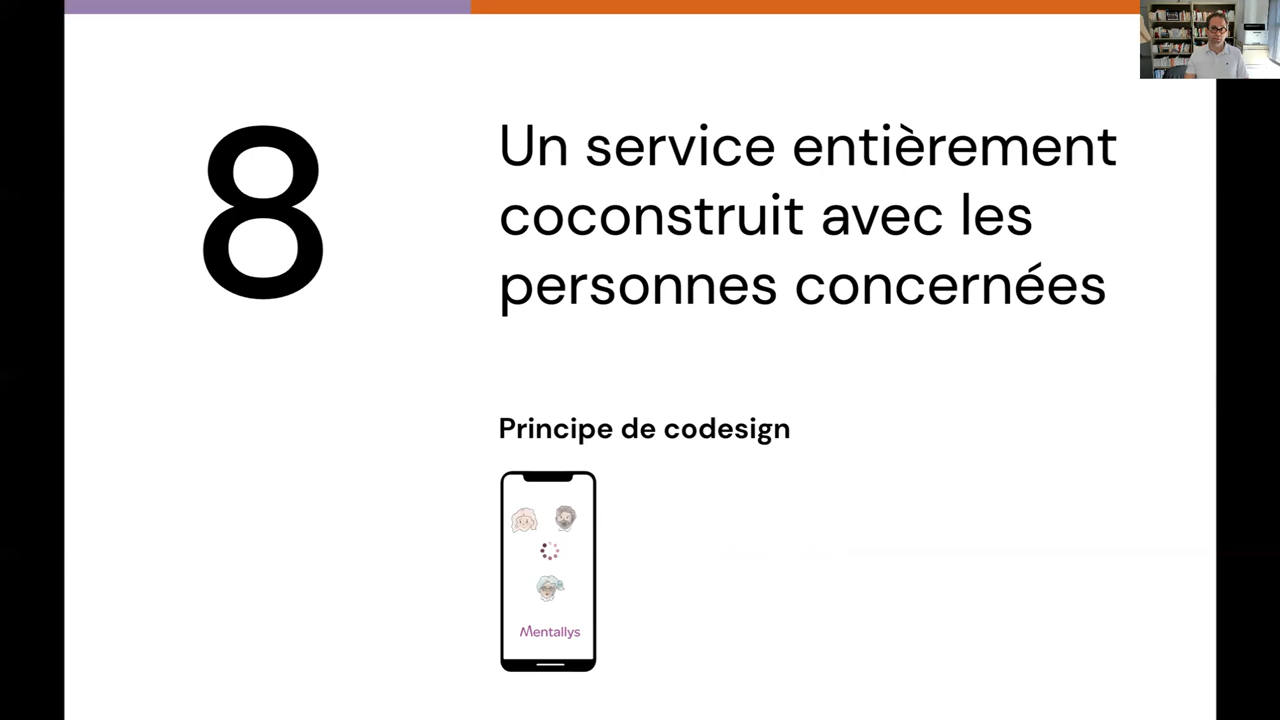 8
Un service entièrement
coconstruit avec les
personnes concernées
Principe de codesign
Mentallys